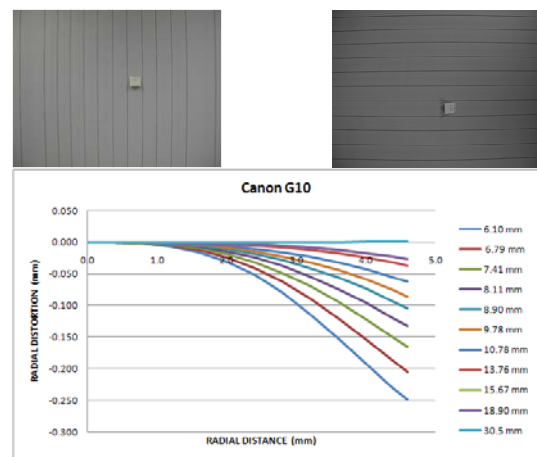 Canon G10
0.050
0.000
-0.050
-0.100
-0.150
-0.200
-0.250
-0.300
0.0 1.0 2.0 3.0 4.0 5.0
RADIAL DISTORTION (mm)
RADIAL DISTANCE (mm)
6.10 mm
6.79 mm
7.41 mm
8.11 mm
8.90 mm
9.78 mm
10.78 mm
13.76 mm
15.67 mm
18.90 mm
30.5 mm